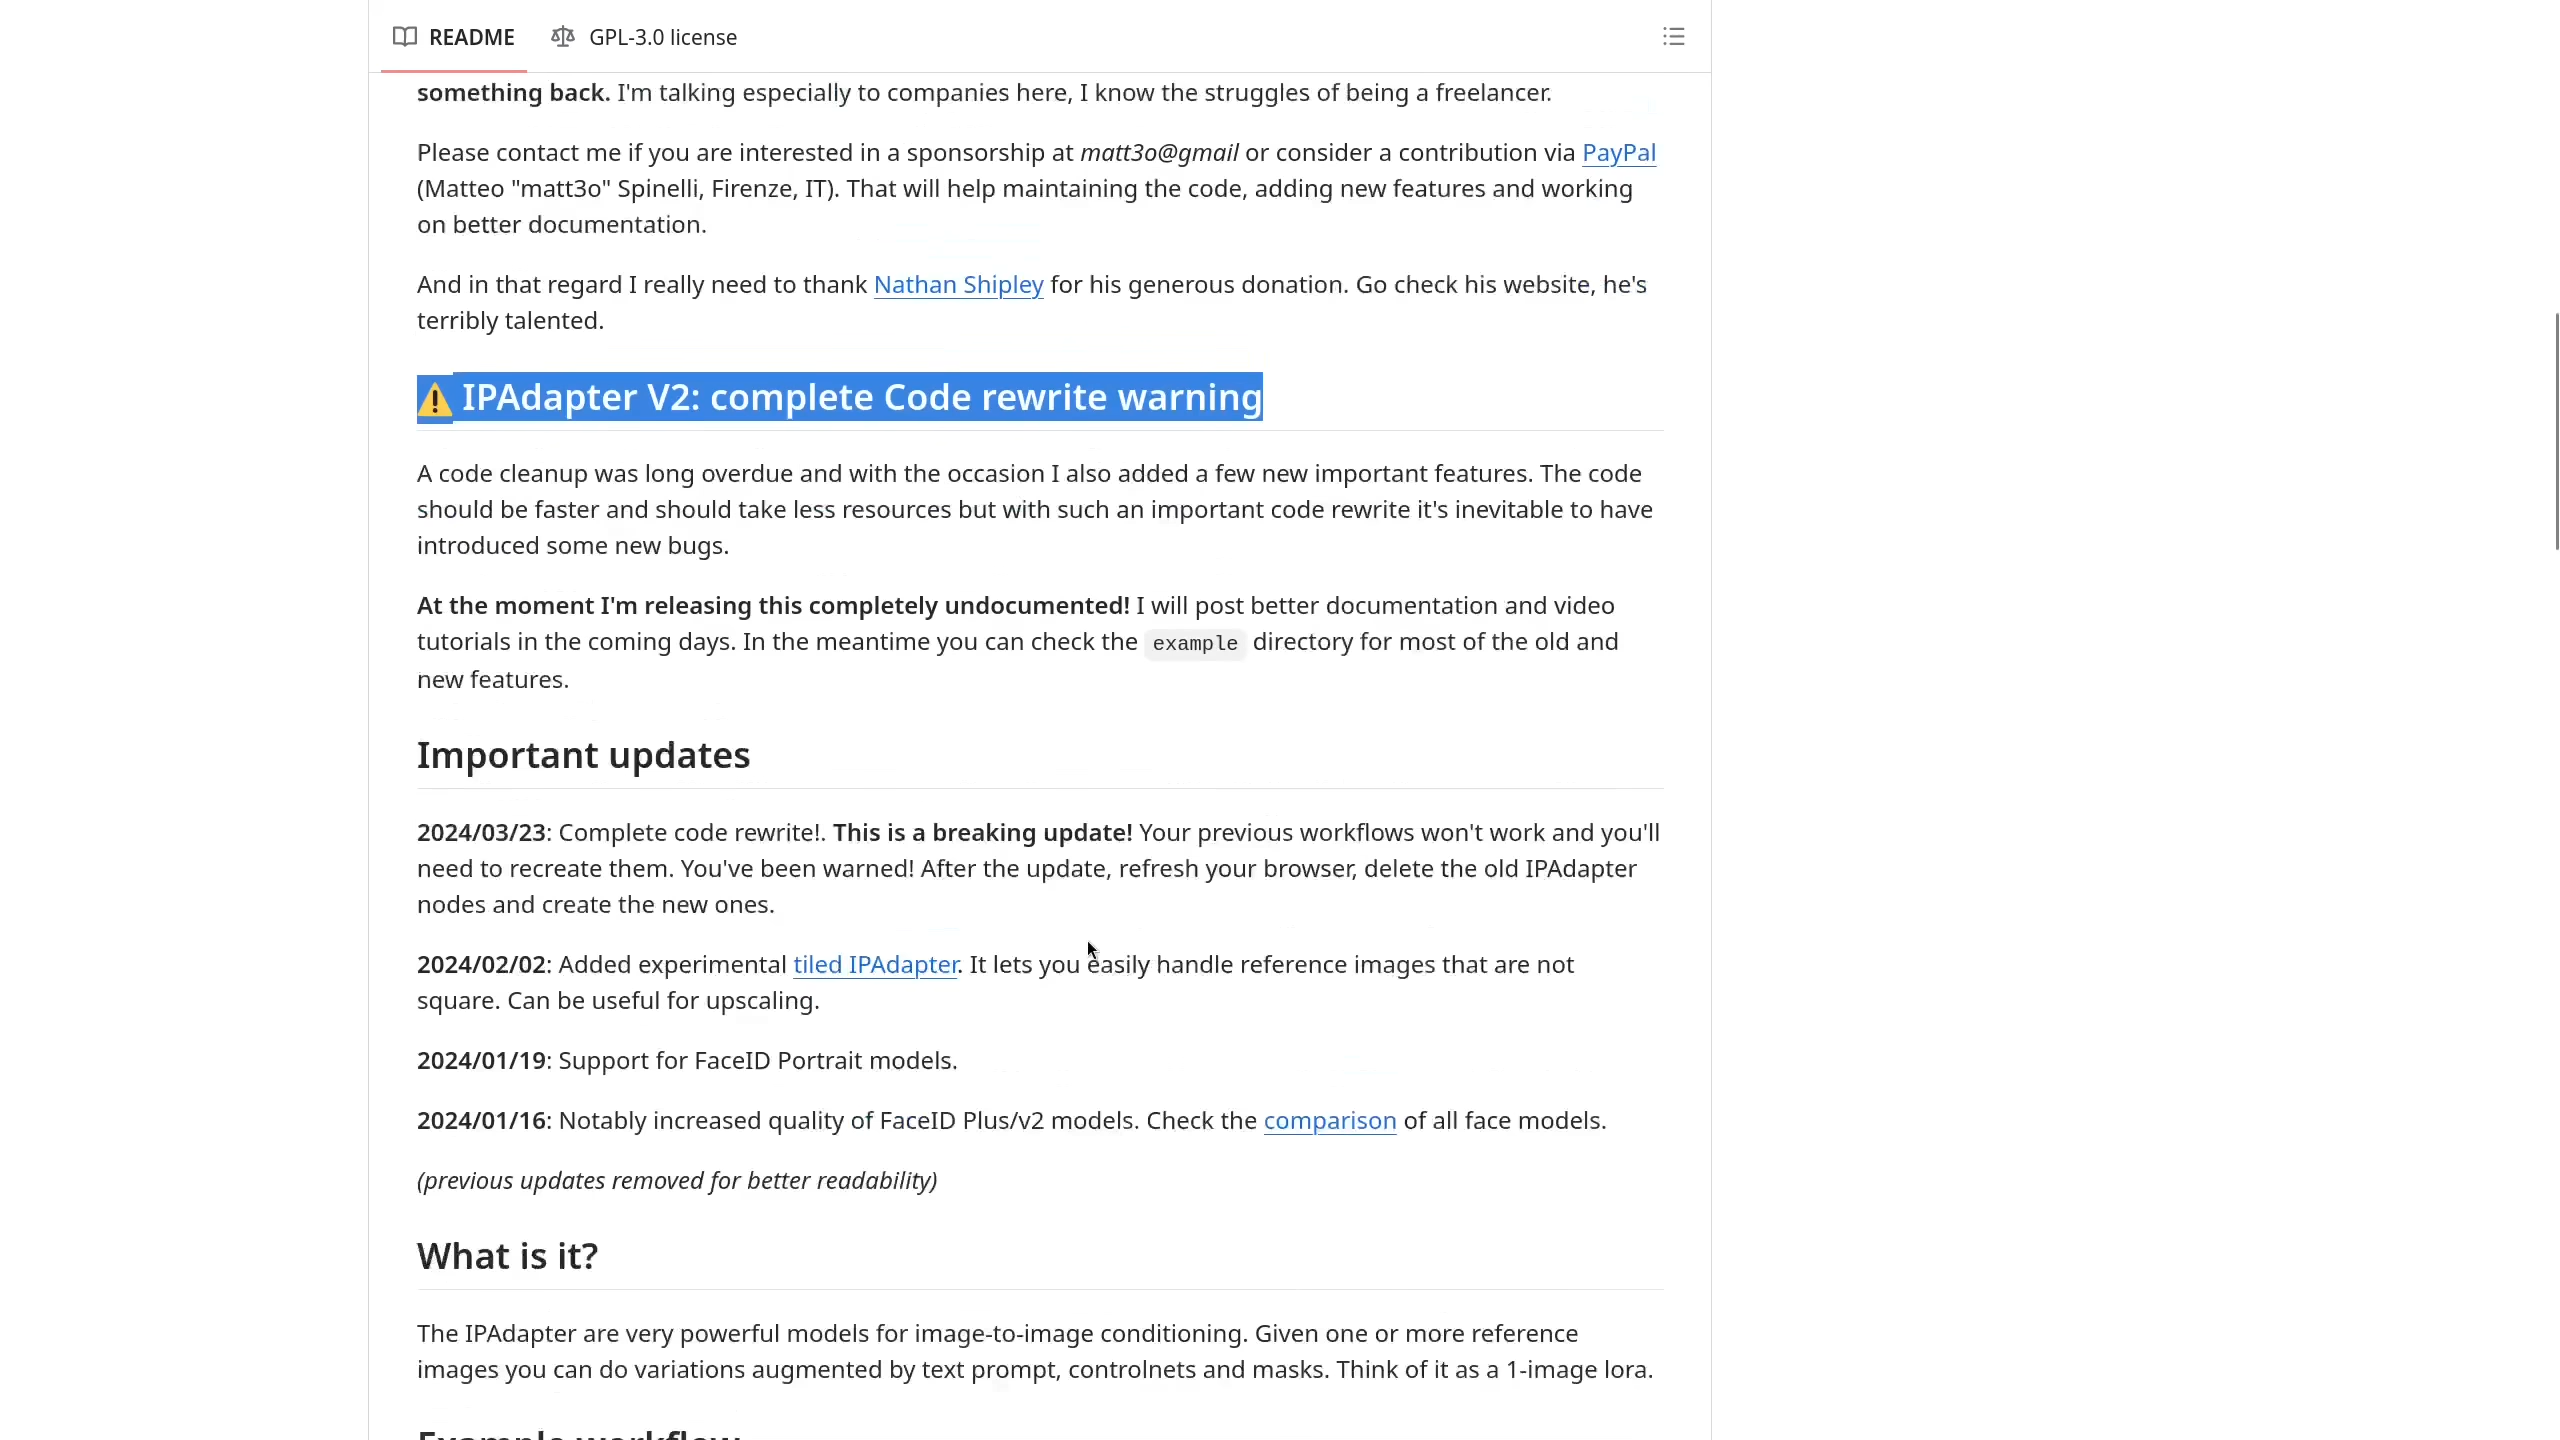 README
GPL-3.0 license
something back. I'm talking especially to companies here, I know the struggles of being a freelancer.
Please contact me if you are interested in a sponsorship at matt3o@gmail or consider a contribution via PayPal
(Matteo "matt3o" Spinelli, Firenze, IT). That will help maintaining the code, adding new features and working
on better documentation.
And in that regard I really need to thank Nathan Shipley for his generous donation. Go check his website, he's
terribly talented.
⚠️ IPAdapter V2: complete Code rewrite warning
A code cleanup was long overdue and with the occasion I also added a few new important features. The code
should be faster and should take less resources but with such an important code rewrite it's inevitable to have
introduced some new bugs.
At the moment I'm releasing this completely undocumented! I will post better documentation and video
tutorials in the coming days. In the meantime you can check the example directory for most of the old and
new features.
Important updates
2024/03/23: Complete code rewrite!. This is a breaking update! Your previous workflows won't work and you'll
need to recreate them. You've been warned! After the update, refresh your browser, delete the old IPAdapter
nodes and create the new ones.
2024/02/02: Added experimental tiled IPAdapter. It lets you easily handle reference images that are not
square. Can be useful for upscaling.
2024/01/19: Support for FaceID Portrait models.
2024/01/16: Notably increased quality of FaceID Plus/v2 models. Check the comparison of all face models.
(previous updates removed for better readability)
What is it?
The IPAdapter are very powerful models for image-to-image conditioning. Given one or more reference
images you can do variations augmented by text prompt, controlnets and masks. Think of it as a 1-image lora.
Example workflow